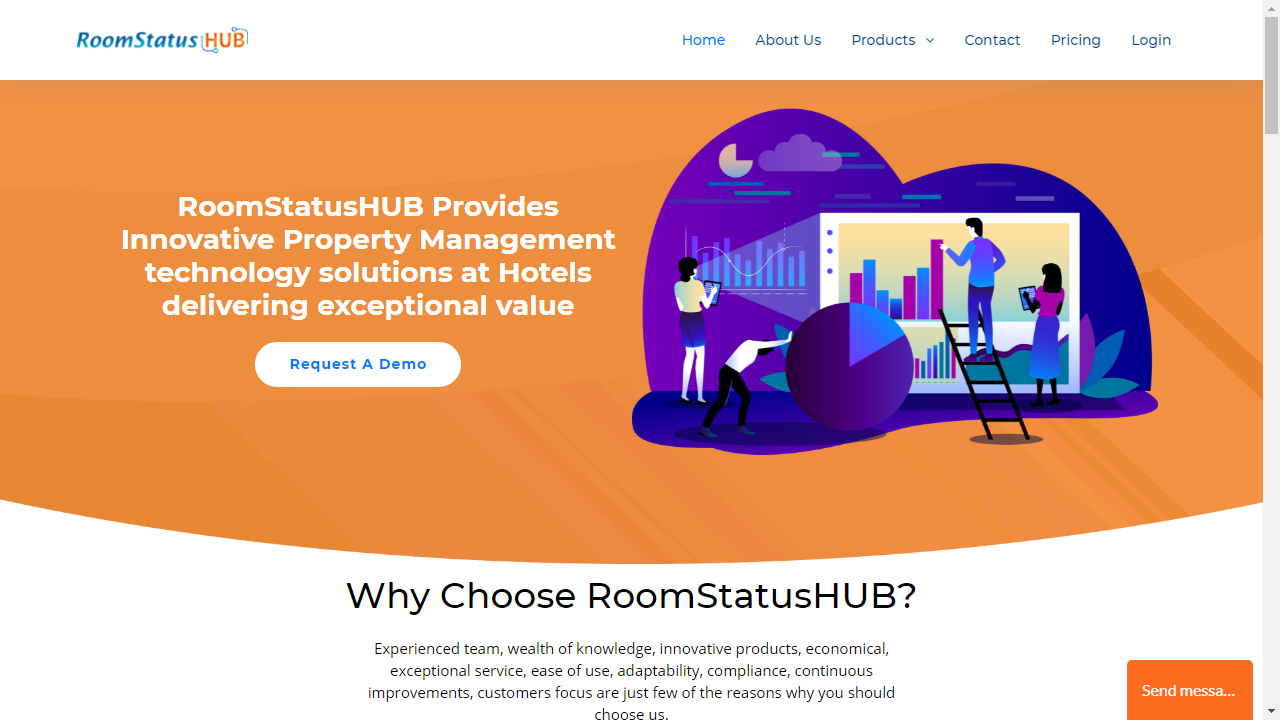 RoomStatusHUB
Home
About Us
Products
Contact
Pricing
Login
RoomStatusHUB Provides
Innovative Property Management
technology solutions at Hotels
delivering exceptional value
Request A Demo
Why Choose RoomStatusHUB?
Experienced team, wealth of knowledge, innovative products, economical,
exceptional service, ease of use, adaptability, compliance, continuous
improvements, customers focus are just few of the reasons why you should
choose us.
Send messa...